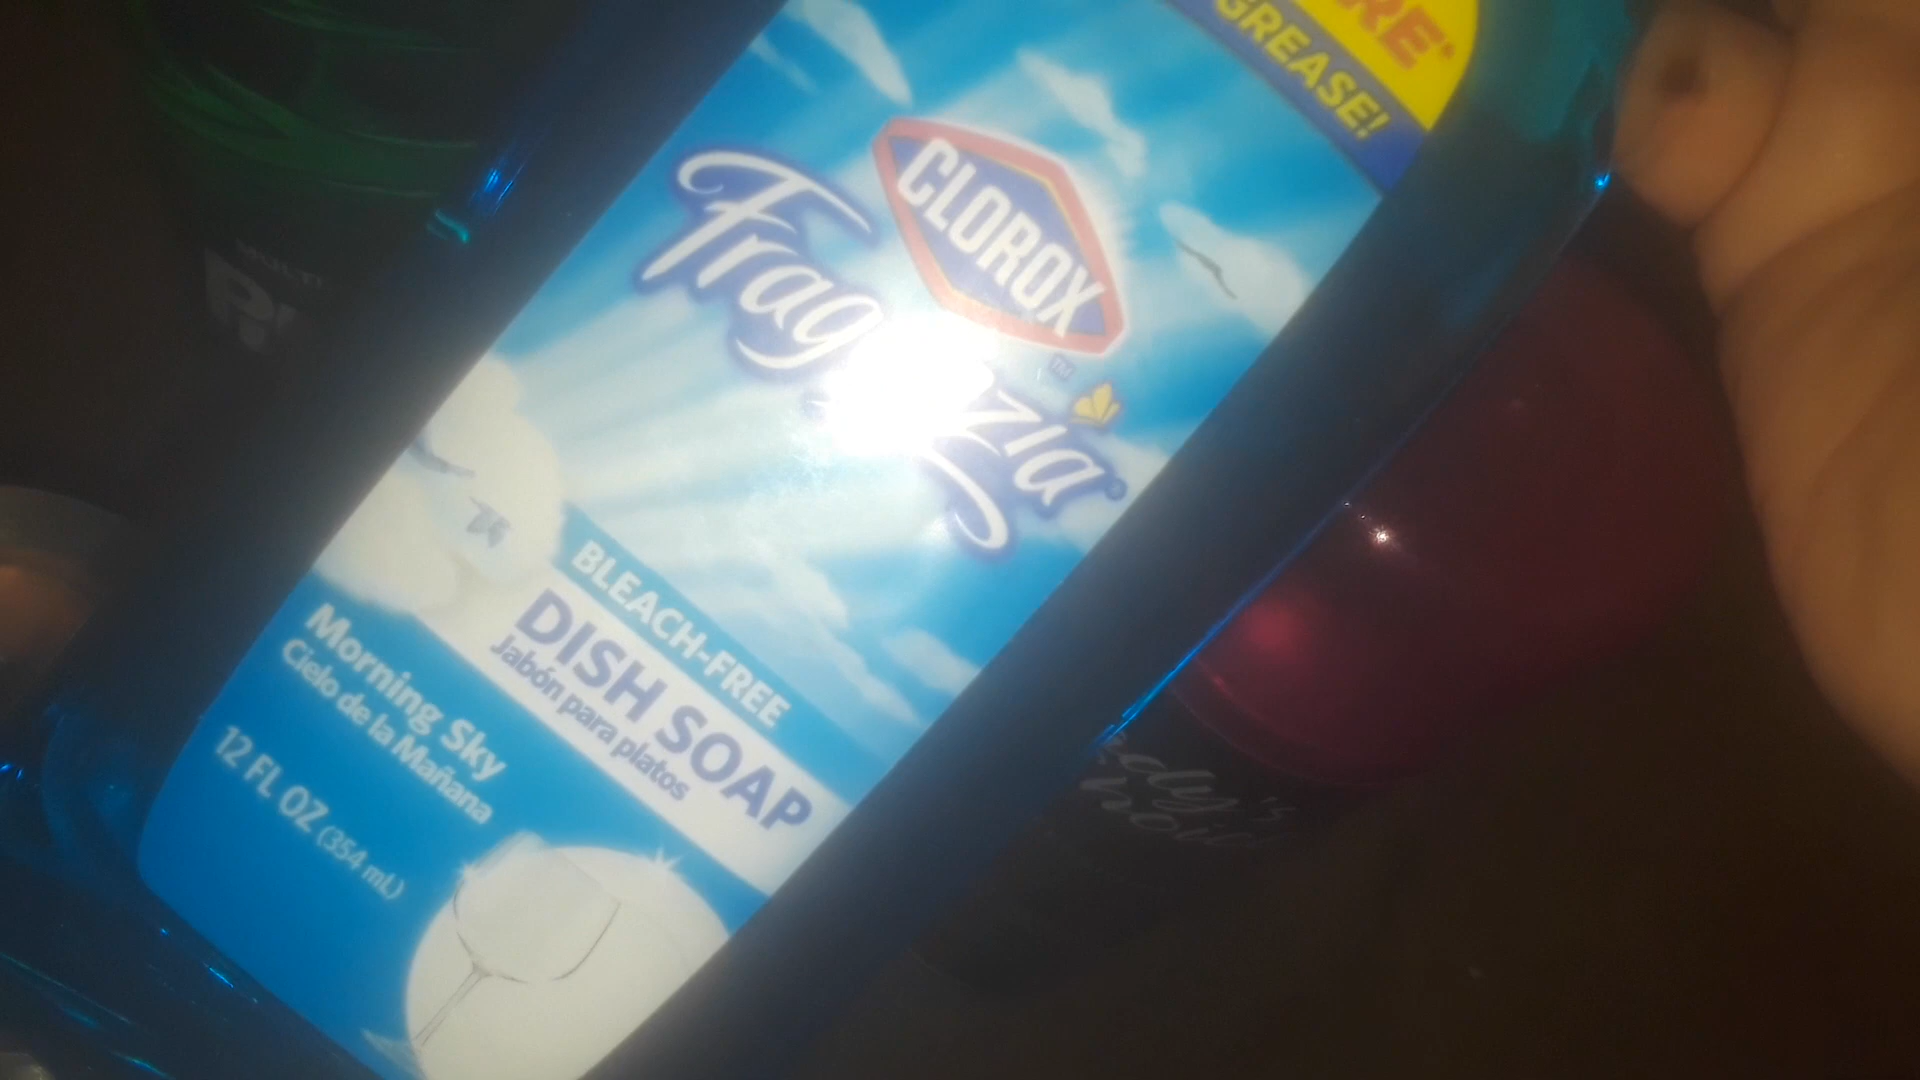 GREASE!
CLOROX
BLEACH-FREE
DISH SOAP
Jabón para platos
Morning Sky
Cielo de la Mañana
12 FL OZ (354 mL)